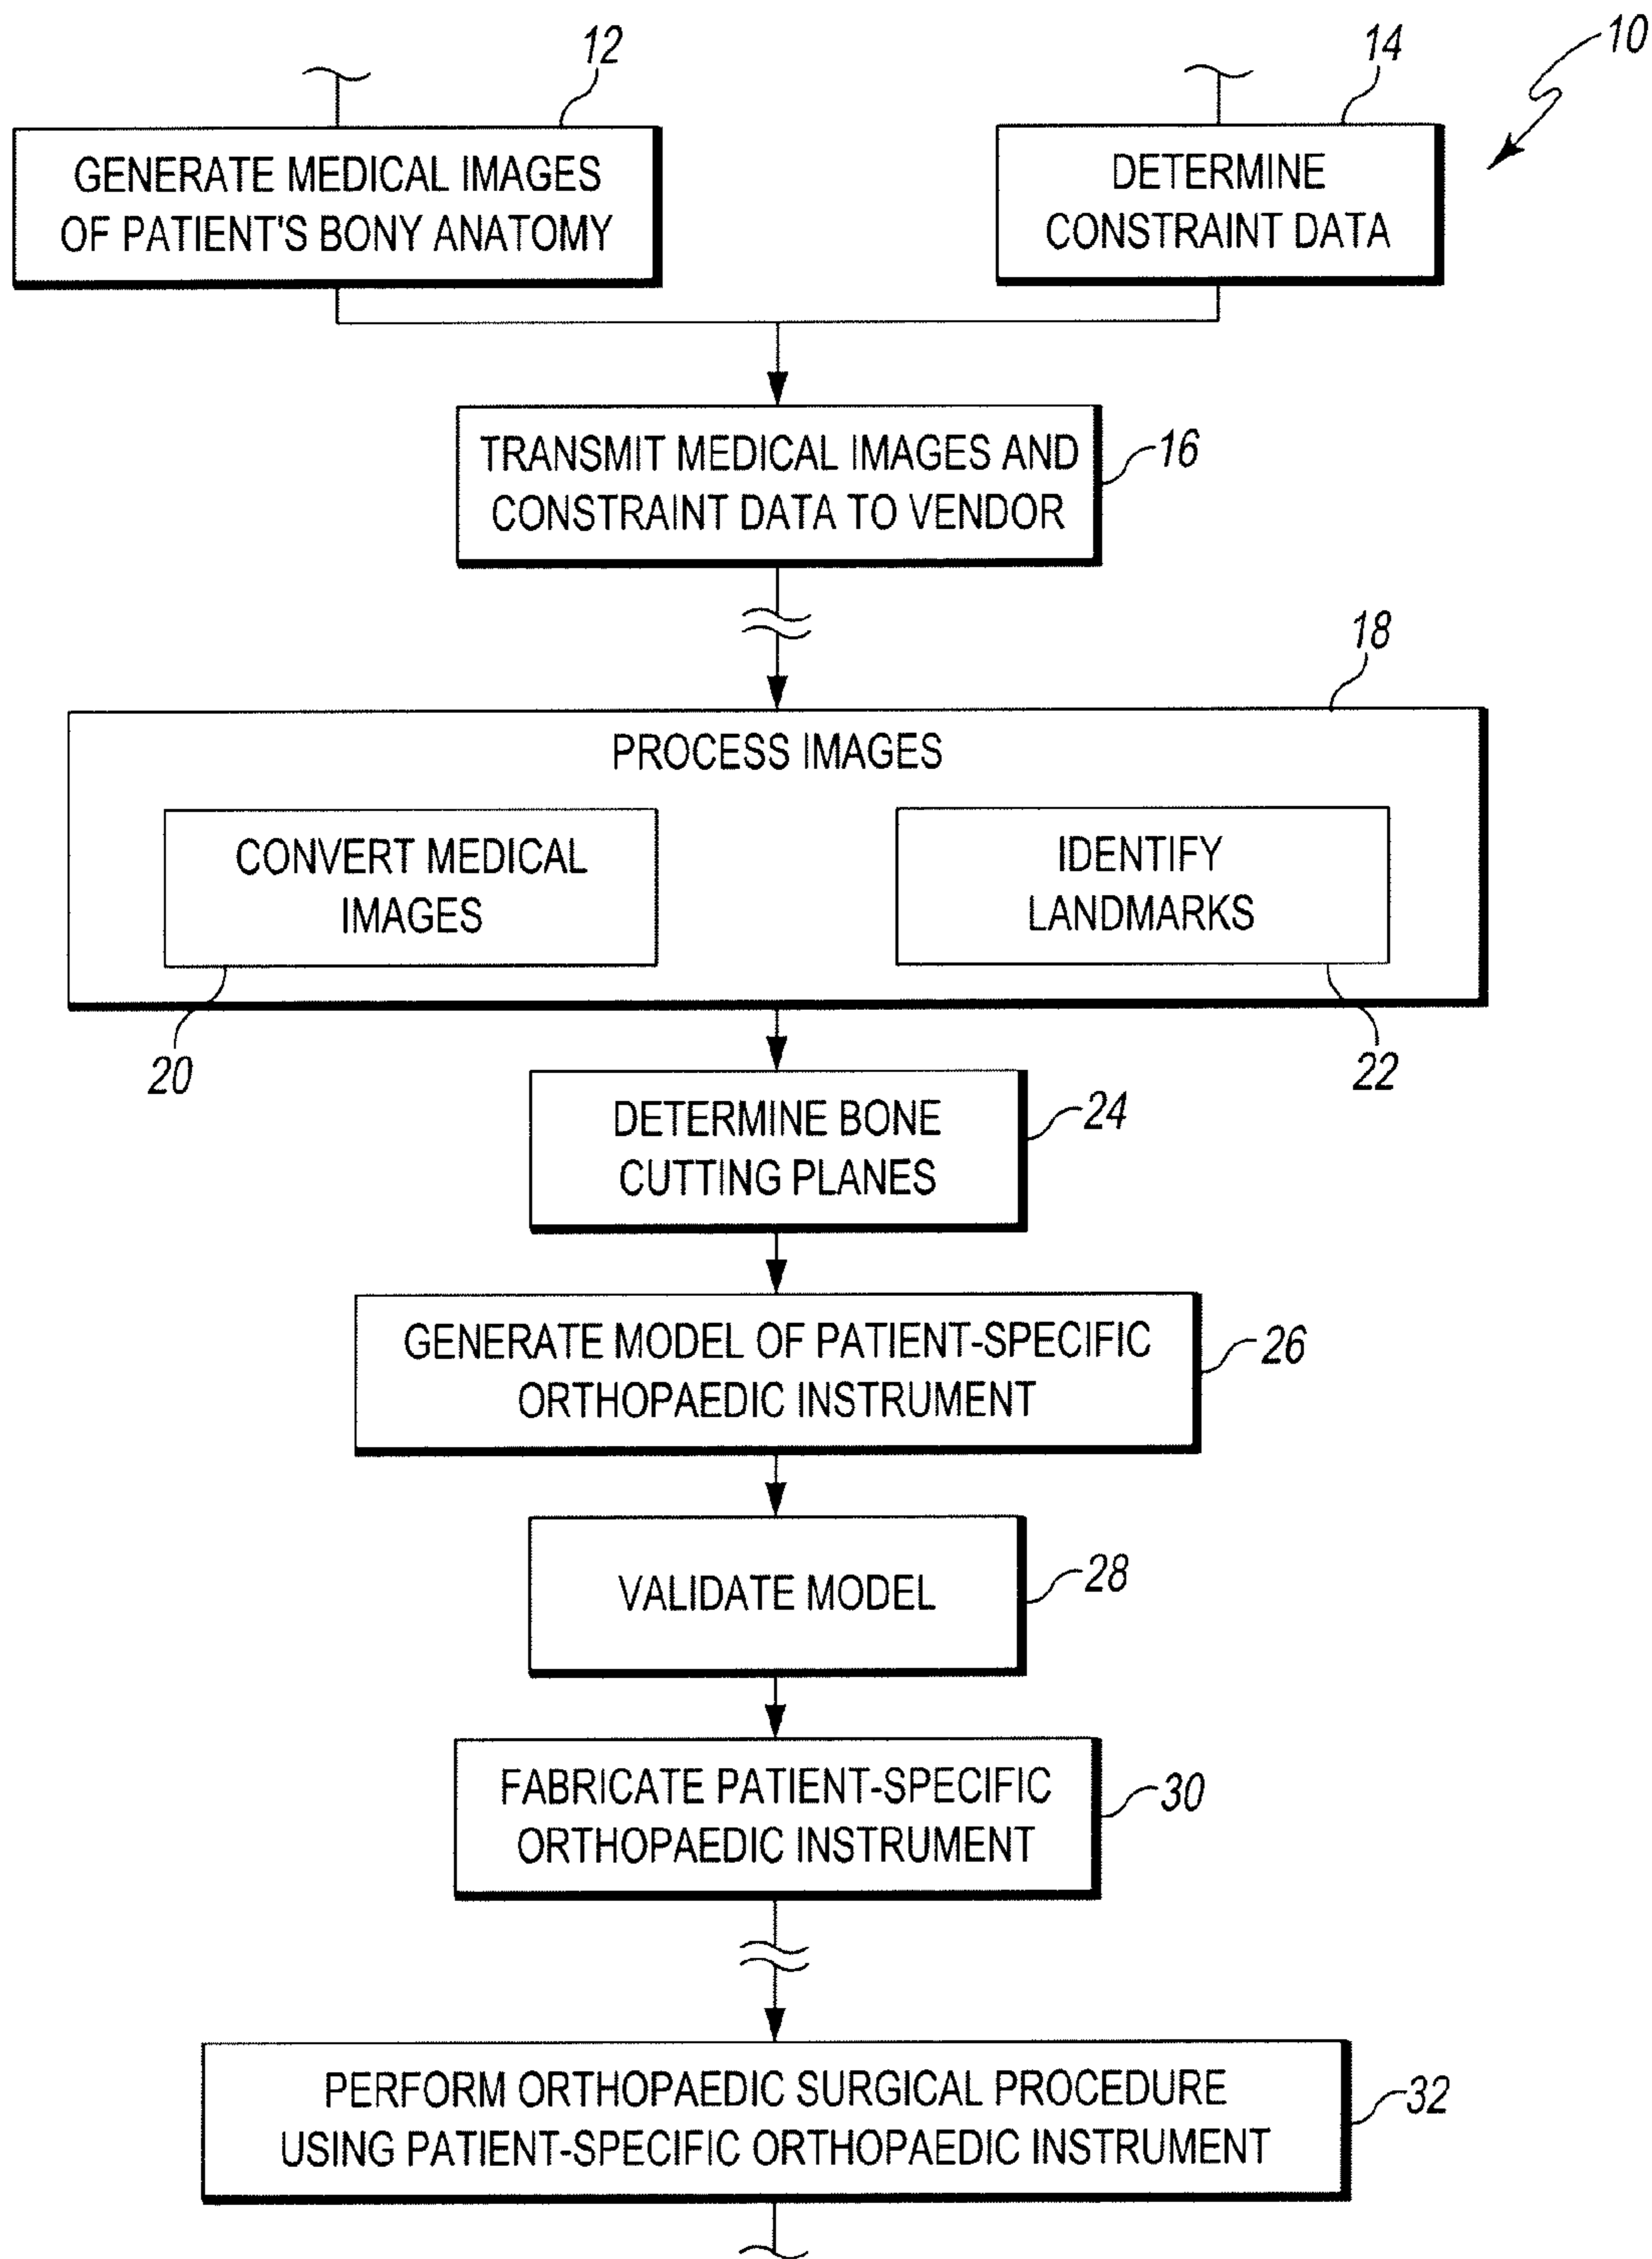 12
14
10
GENERATE MEDICAL IMAGES
OF PATIENT'S BONY ANATOMY
DETERMINE
CONSTRAINT DATA
TRANSMIT MEDICAL IMAGES AND
CONSTRAINT DATA TO VENDOR
16
18
PROCESS IMAGES
CONVERT MEDICAL
IMAGES
IDENTIFY
LANDMARKS
20
22
DETERMINE BONE
CUTTING PLANES
24
GENERATE MODEL OF PATIENT-SPECIFIC
ORTHOPAEDIC INSTRUMENT
26
VALIDATE MODEL
28
FABRICATE PATIENT-SPECIFIC
ORTHOPAEDIC INSTRUMENT
30
PERFORM ORTHOPAEDIC SURGICAL PROCEDURE
USING PATIENT-SPECIFIC ORTHOPAEDIC INSTRUMENT
32